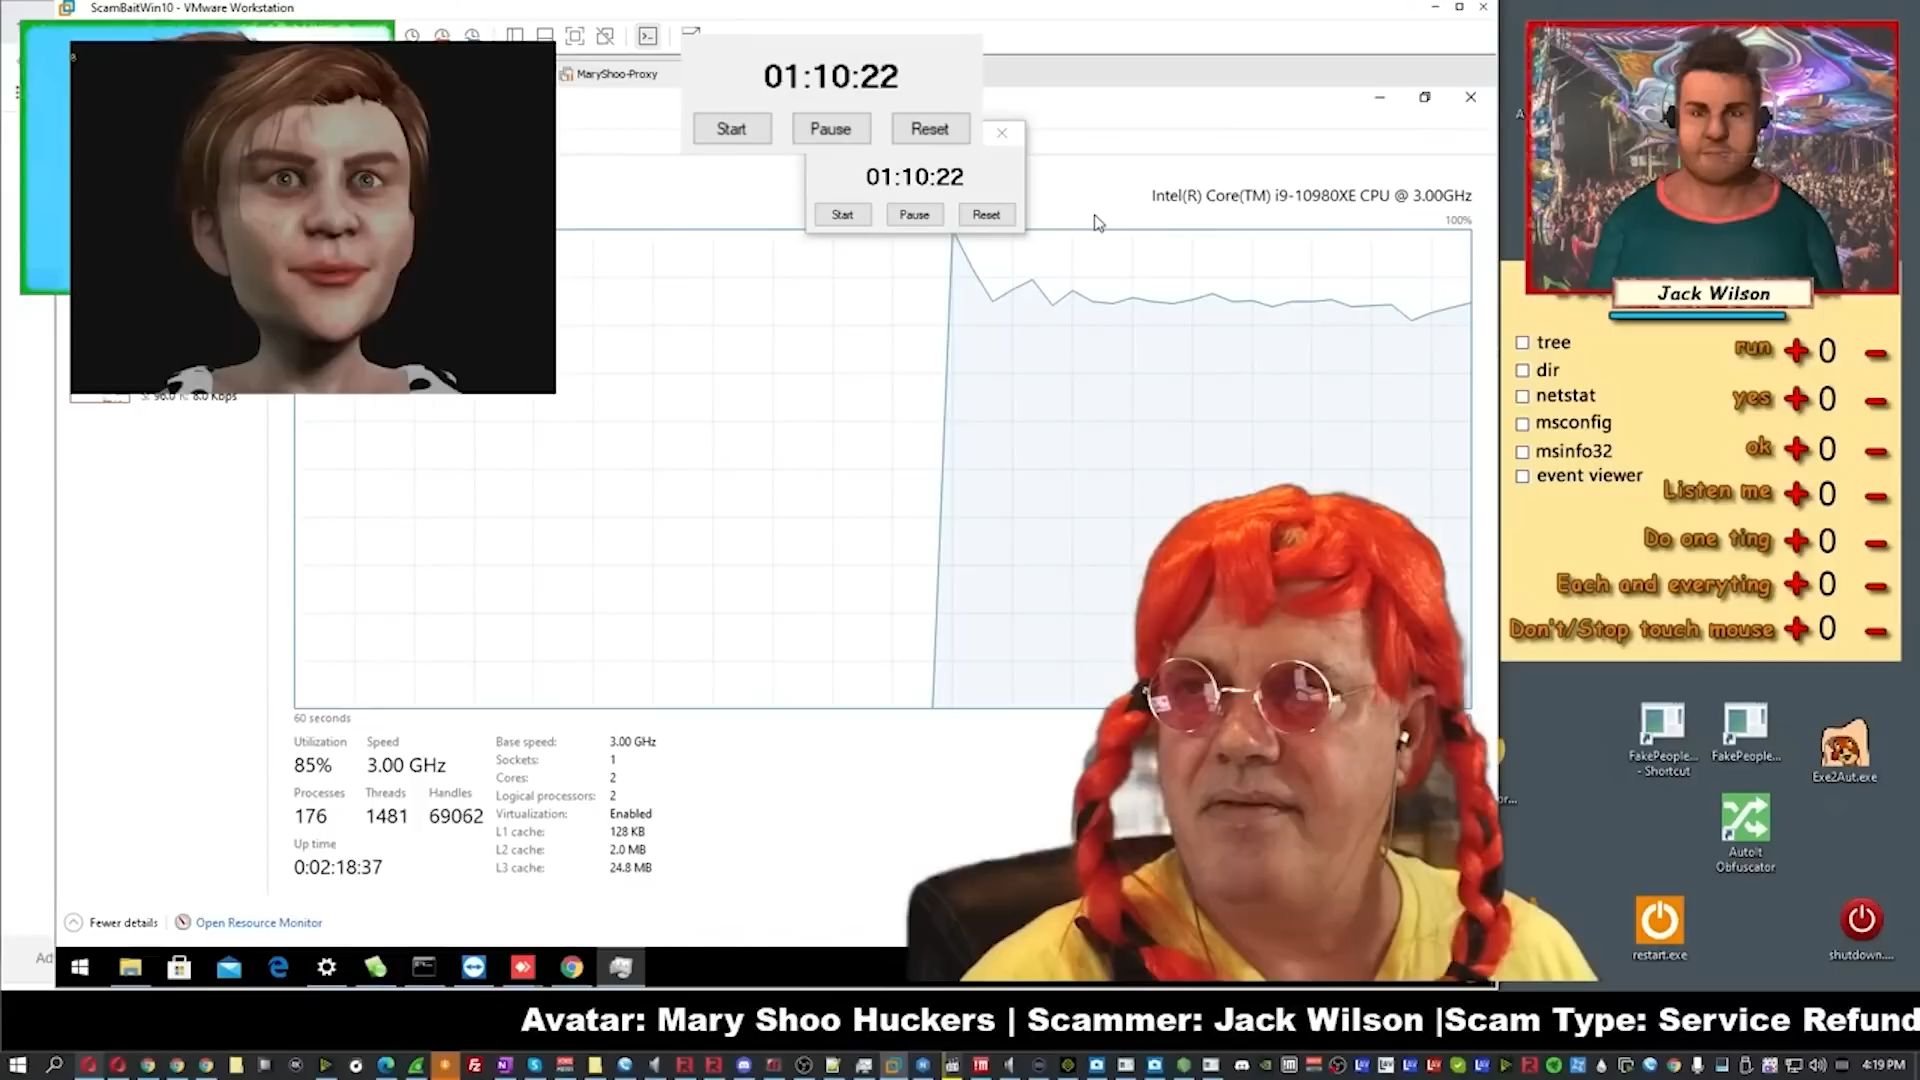 ScamBaitWin10 - VMware Workstation
MaryShoo-Proxy
01:10:22
Start
Pause
Reset
01:10:22
Start
Pause
Reset
Intel(R) Core(TM) i9-10980XE CPU @ 3.00GHz
100%
8.0 Kbps
60 seconds
Utilization
Speed
85%
3.00 GHz
Processes
Threads
Handles
176
1481
69062
Up time
0:02:18:37
Base speed:
3.00 GHz
Sockets:
1
Cores:
2
Logical processors:
2
Virtualization:
Enabled
L1 cache:
128 KB
L2 cache:
2.0 MB
L3 cache:
24.8 MB
Fewer details
Open Resource Monitor
Ad
Jack Wilson
tree
dir
netstat
msconfig
msinfo32
event viewer
run + 0 -
yes + 0 -
ok + 0 -
Listen me + 0 -
Do one ting + 0 -
Each and everyting + 0 -
Don't/Stop touch mouse + 0 -
FakePeople...
- Shortcut
FakePeople...
Exe2Aut.exe
AutoIt
Obfuscator
restart.exe
shutdown....
Avatar: Mary Shoo Huckers | Scammer: Jack Wilson |Scam Type: Service Refund
4:19 PM